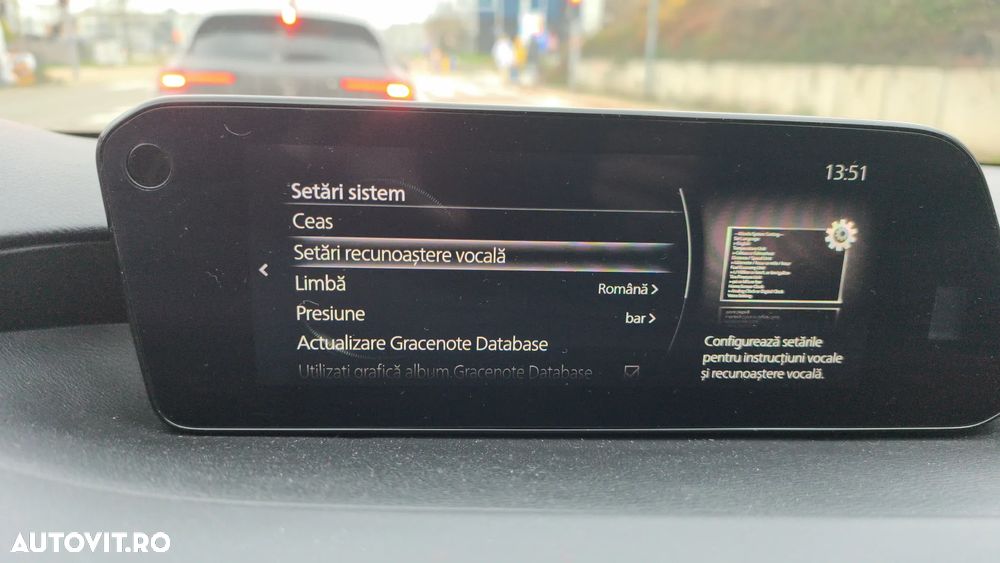 13:51
Setări sistem
Ceas
Setări recunoaștere vocală
Limbă
Română
Presiune
bar
Actualizare Gracenote Database
Utilizați grafică album Gracenote Database
Configurează setările
pentru instrucțiuni vocale
și recunoaștere vocală.
AUTOVIT.RO